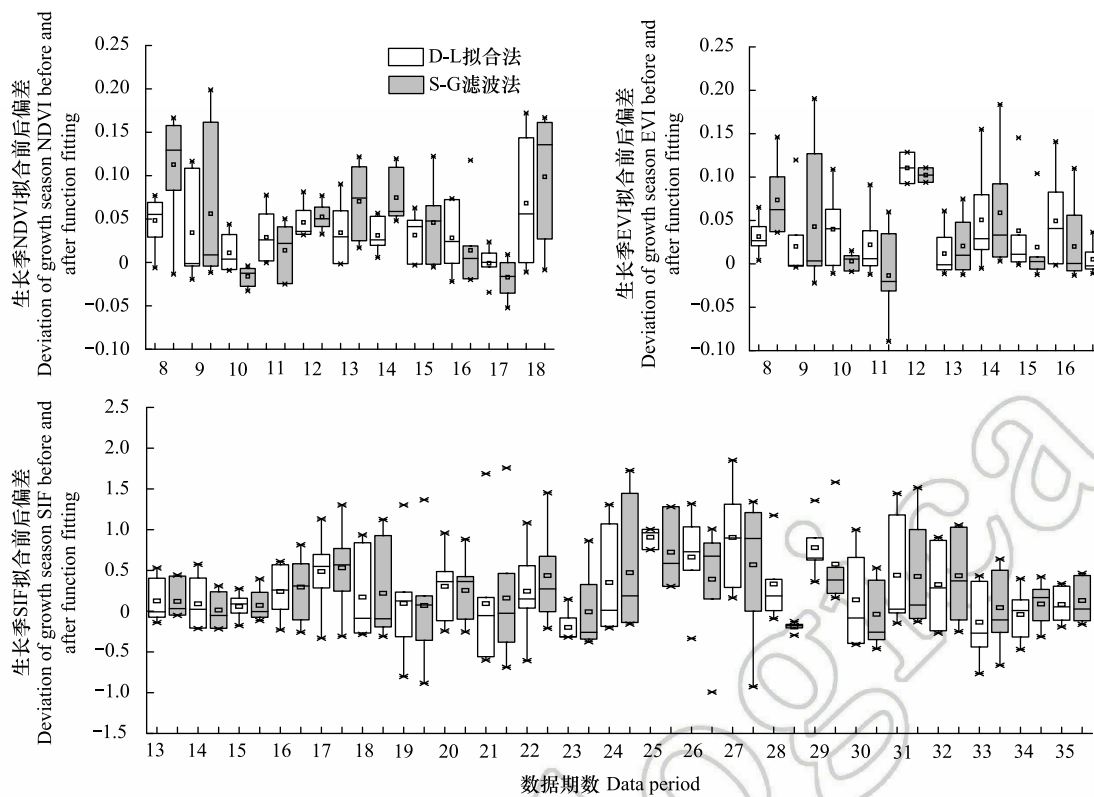 生长季NDVI拟合前后偏差
Deviation of growth season NDVI before and
after function fitting
0.25
0.20
0.15
0.10
0.05
0
−0.05
−0.10
D-L拟合法
S-G滤波法
8 9 10 11 12 13 14 15 16 17 18
生长季EVI拟合前后偏差
Deviation of growth season EVI before and
after function fitting
0.25
0.20
0.15
0.10
0.05
0
−0.05
−0.10
8 9 10 11 12 13 14 15 16
生长季SIF拟合前后偏差
Deviation of growth season SIF before and
after function fitting
2.5
2.0
1.5
1.0
0.5
0
−0.5
−1.0
−1.5
13 14 15 16 17 18 19 20 21 22 23 24 25 26 27 28 29 30 31 32 33 34 35
数据期数 Data period